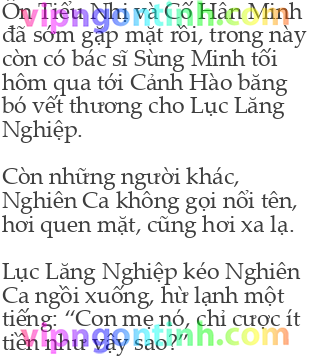 Ôn Tiểu Nhi và Cố Hân Minh
đã sớm gặp mặt rồi, trong này
còn có bác sĩ Sùng Minh tối
hôm qua tới Cảnh Hào băng
bó vết thương cho Lục Lăng
Nghiệp.
Còn những người khác,
Nghiên Ca không gọi nổi tên,
hơi quen mặt, cũng hơi xa lạ.
Lục Lăng Nghiệp kéo Nghiên
Ca ngồi xuống, hừ lạnh một
tiếng: “Con mẹ nó, chỉ cược ít
tiền như vậy sao?”
vipngontinh.com
vipngontinh.com
vipngontinh.com